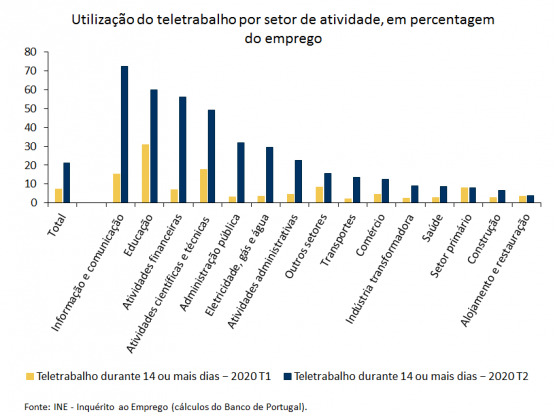 Utilização do teletrabalho por setor de atividade, em percentagem
do emprego
80
70
60
50
40
30
20
10
0
Total
Informação e comunicação
Educação
Atividades financeiras
Atividades científicas e técnicas
Administração pública
Eletricidade, gás e água
Atividades administrativas
Outros setores
Transportes
Comércio
Indústria transformadora
Saúde
Setor primário
Construção
Alojamento e restauração
Teletrabalho durante 14 ou mais dias – 2020 T1
Teletrabalho durante 14 ou mais dias – 2020 T2
Fonte: INE - Inquérito ao Emprego (cálculos do Banco de Portugal).